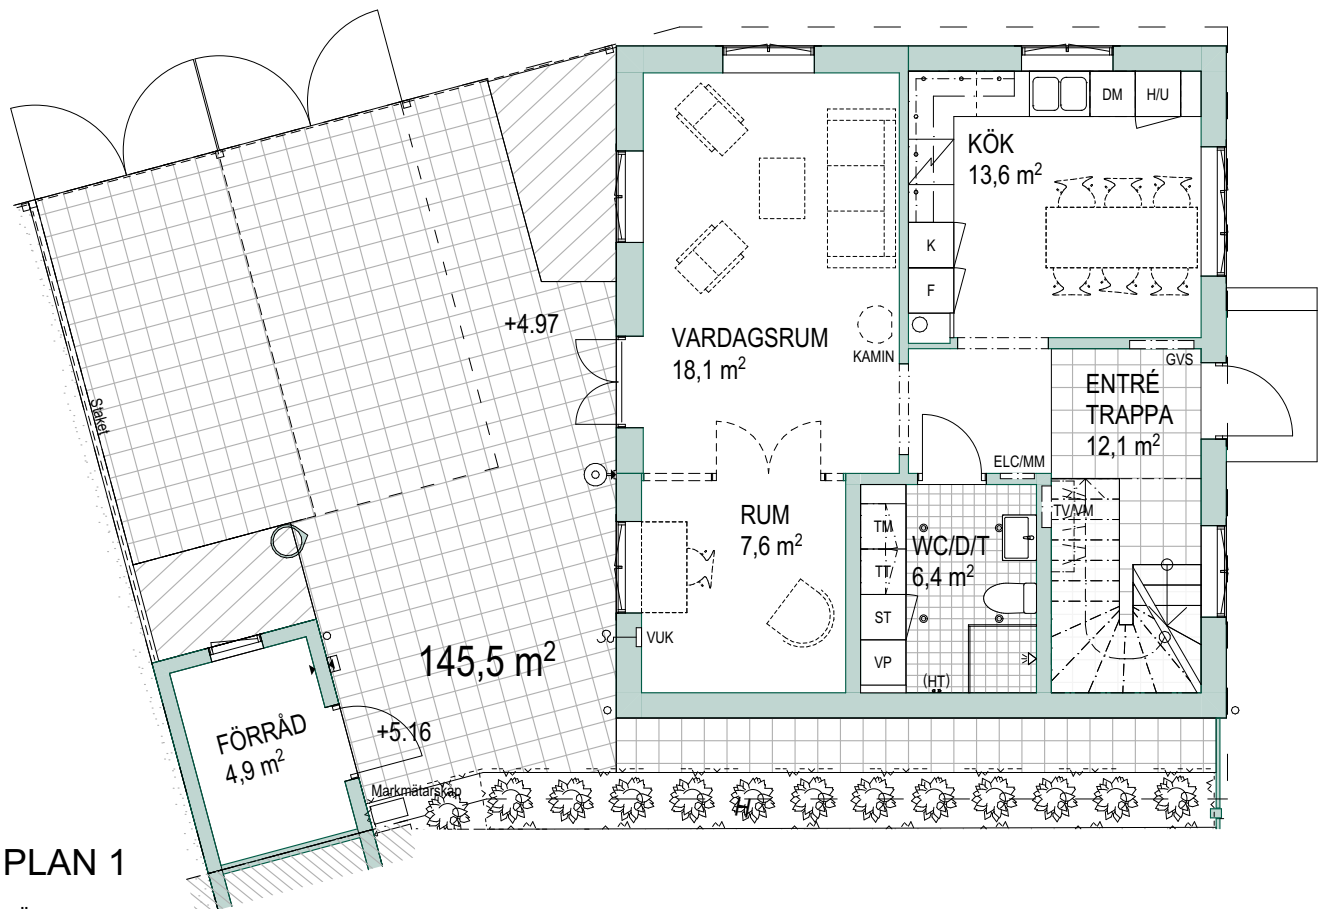 DM
H/U
KÖK
13,6 m²
K
F
+4.97
VARDAGSRUM
18,1 m²
KAMIN
GVS
ENTRÉ
TRAPPA
12,1 m²
Staket
ELC/MM
RUM
7,6 m²
TM
TT/
ST
VP
WC/D/T
6,4 m²
(HT)
TV/VM
VUK
145,5 m²
FÖRRÅD
4,9 m²
+5.16
Markmätarskåp
H
PLAN 1